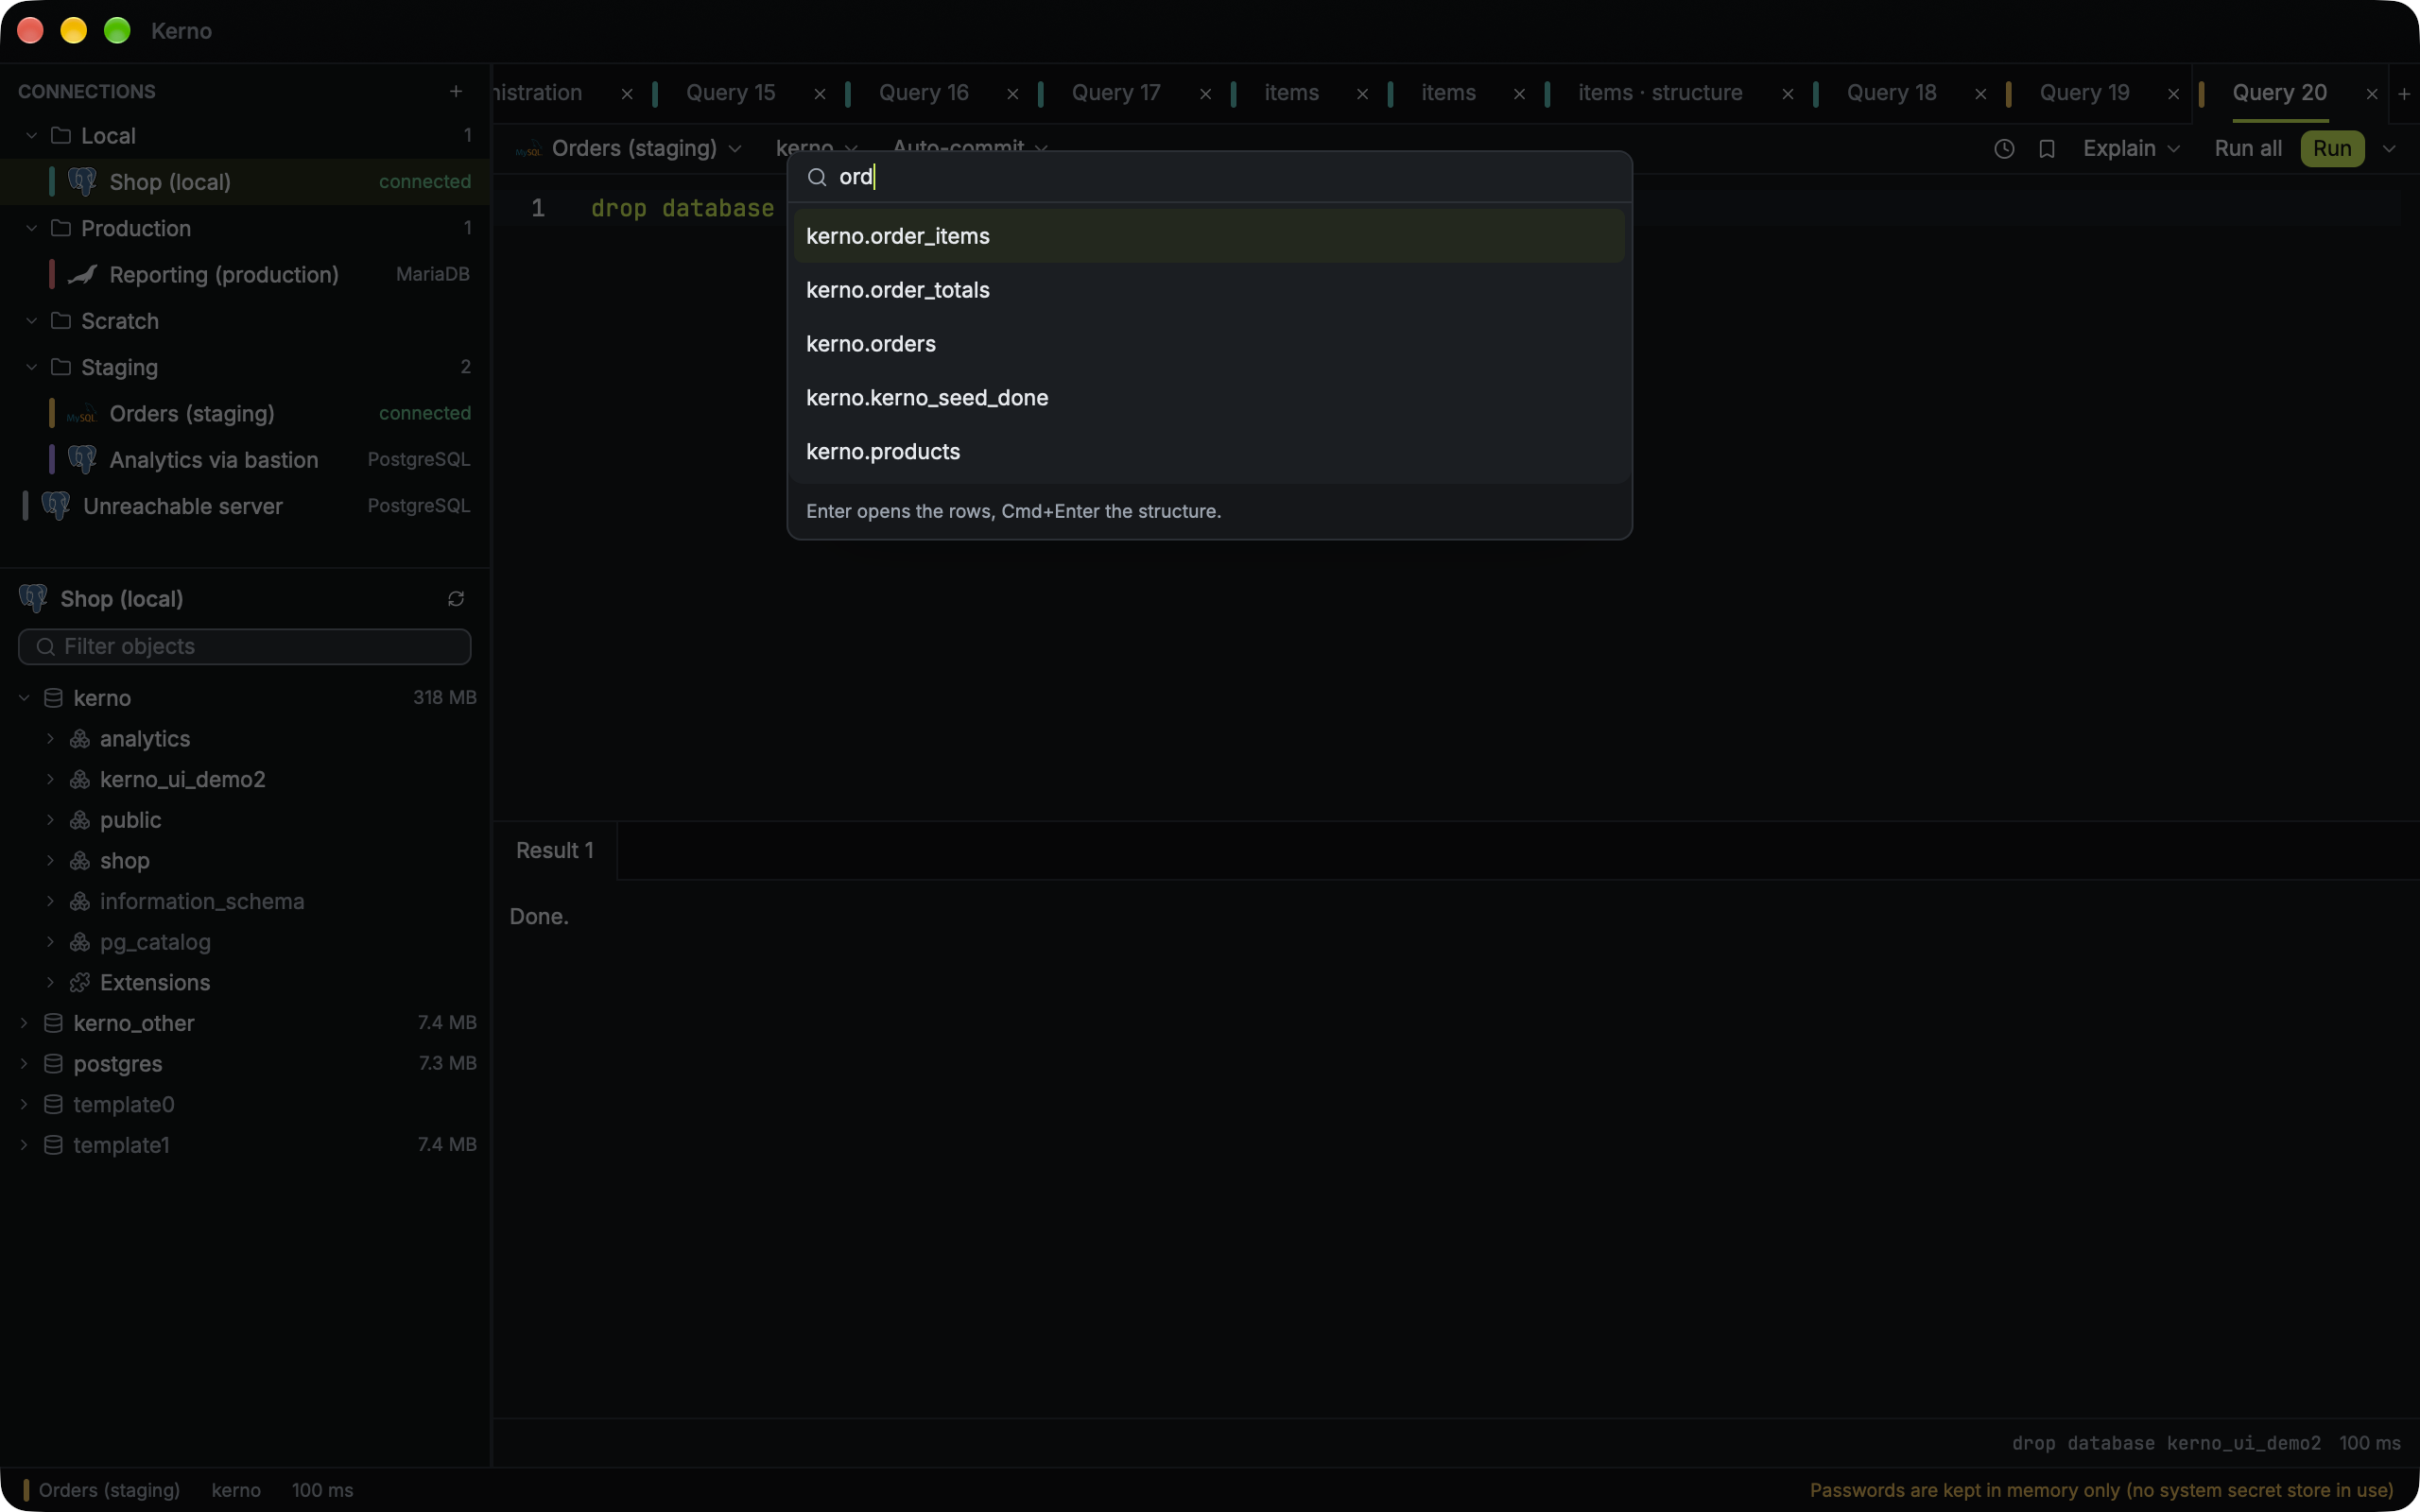 Kerno
CONNECTIONS
Local 1
Shop (local) connected
Production 1
Reporting (production) MariaDB
Scratch
Staging 2
MySQL Orders (staging) connected
Analytics via bastion PostgreSQL
Unreachable server PostgreSQL
Shop (local)
Filter objects
kerno 318 MB
analytics
kerno_ui_demo2
public
shop
information_schema
pg_catalog
Extensions
kerno_other 7.4 MB
postgres 7.3 MB
template0
template1 7.4 MB
nistration Query 15 Query 16 Query 17 items items items · structure Query 18 Query 19 Query 20
MySQL Orders (staging) kerno Auto-commit Explain Run all Run
1 drop database
ord
kerno.order_items
kerno.order_totals
kerno.orders
kerno.kerno_seed_done
kerno.products
Enter opens the rows, Cmd+Enter the structure.
Result 1
Done.
drop database kerno_ui_demo2 100 ms
Orders (staging) kerno 100 ms Passwords are kept in memory only (no system secret store in use)